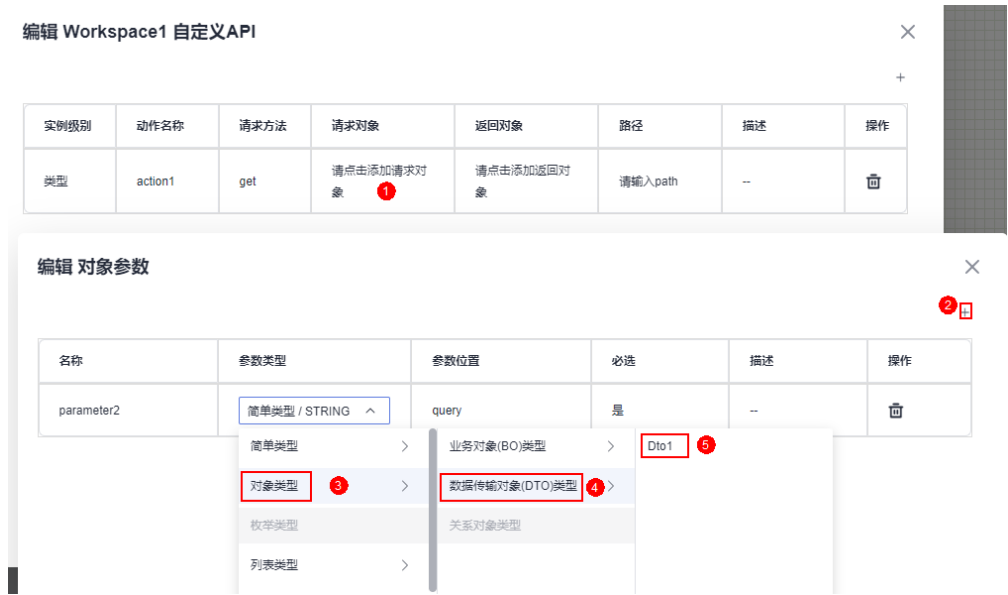 编辑 Workspace1 自定义API
+
实例级别 动作名称 请求方法 请求对象 返回对象 路径 描述 操作
类型 action1 get 请点击添加请求对象 请点击添加返回对象 请输入path --
1
编辑 对象参数
2 +
名称 参数类型 参数位置 必选 描述 操作
parameter2 简单类型 / STRING query 是 --
简单类型 业务对象(BO)类型 Dto1 5
对象类型 3 数据传输对象(DTO)类型 4
枚举类型 关系对象类型
列表类型